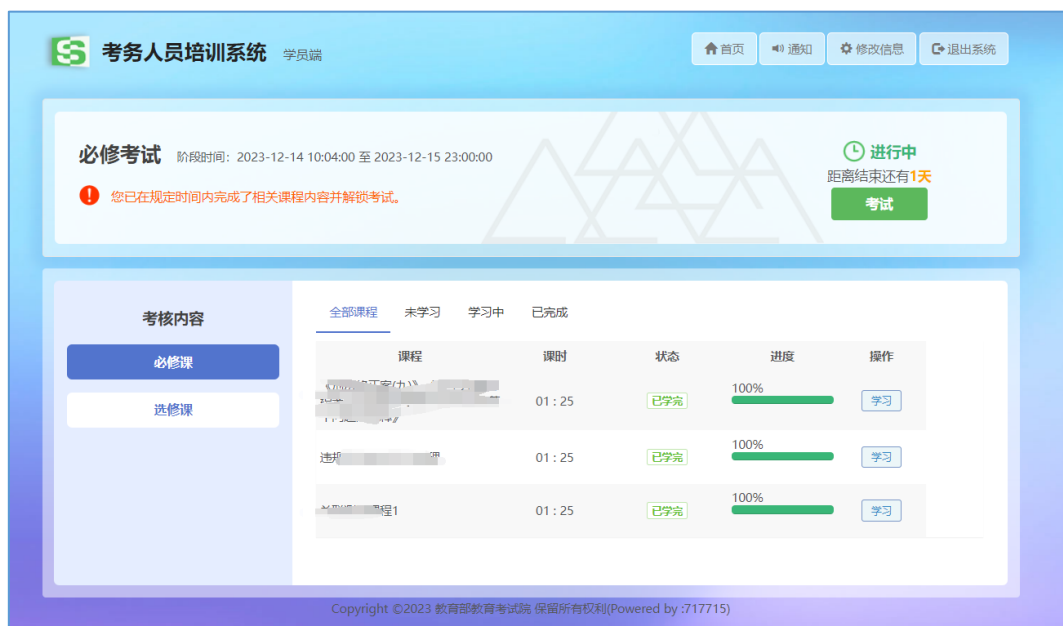 考务人员培训系统 学员端 首页 通知 修改信息 退出系统
必修考试 阶段时间：2023-12-14 10:04:00 至 2023-12-15 23:00:00
进行中
您已在规定时间内完成了相关课程内容并解锁考试。
距离结束还有1天
考试
考核内容
必修课
选修课
全部课程 未学习 学习中 已完成
课程 课时 状态 进度 操作
01 : 25 已学完 100% 学习
01 : 25 已学完 100% 学习
程1 01 : 25 已学完 100% 学习
Copyright ©2023 教育部教育考试院 保留所有权利(Powered by :717715)